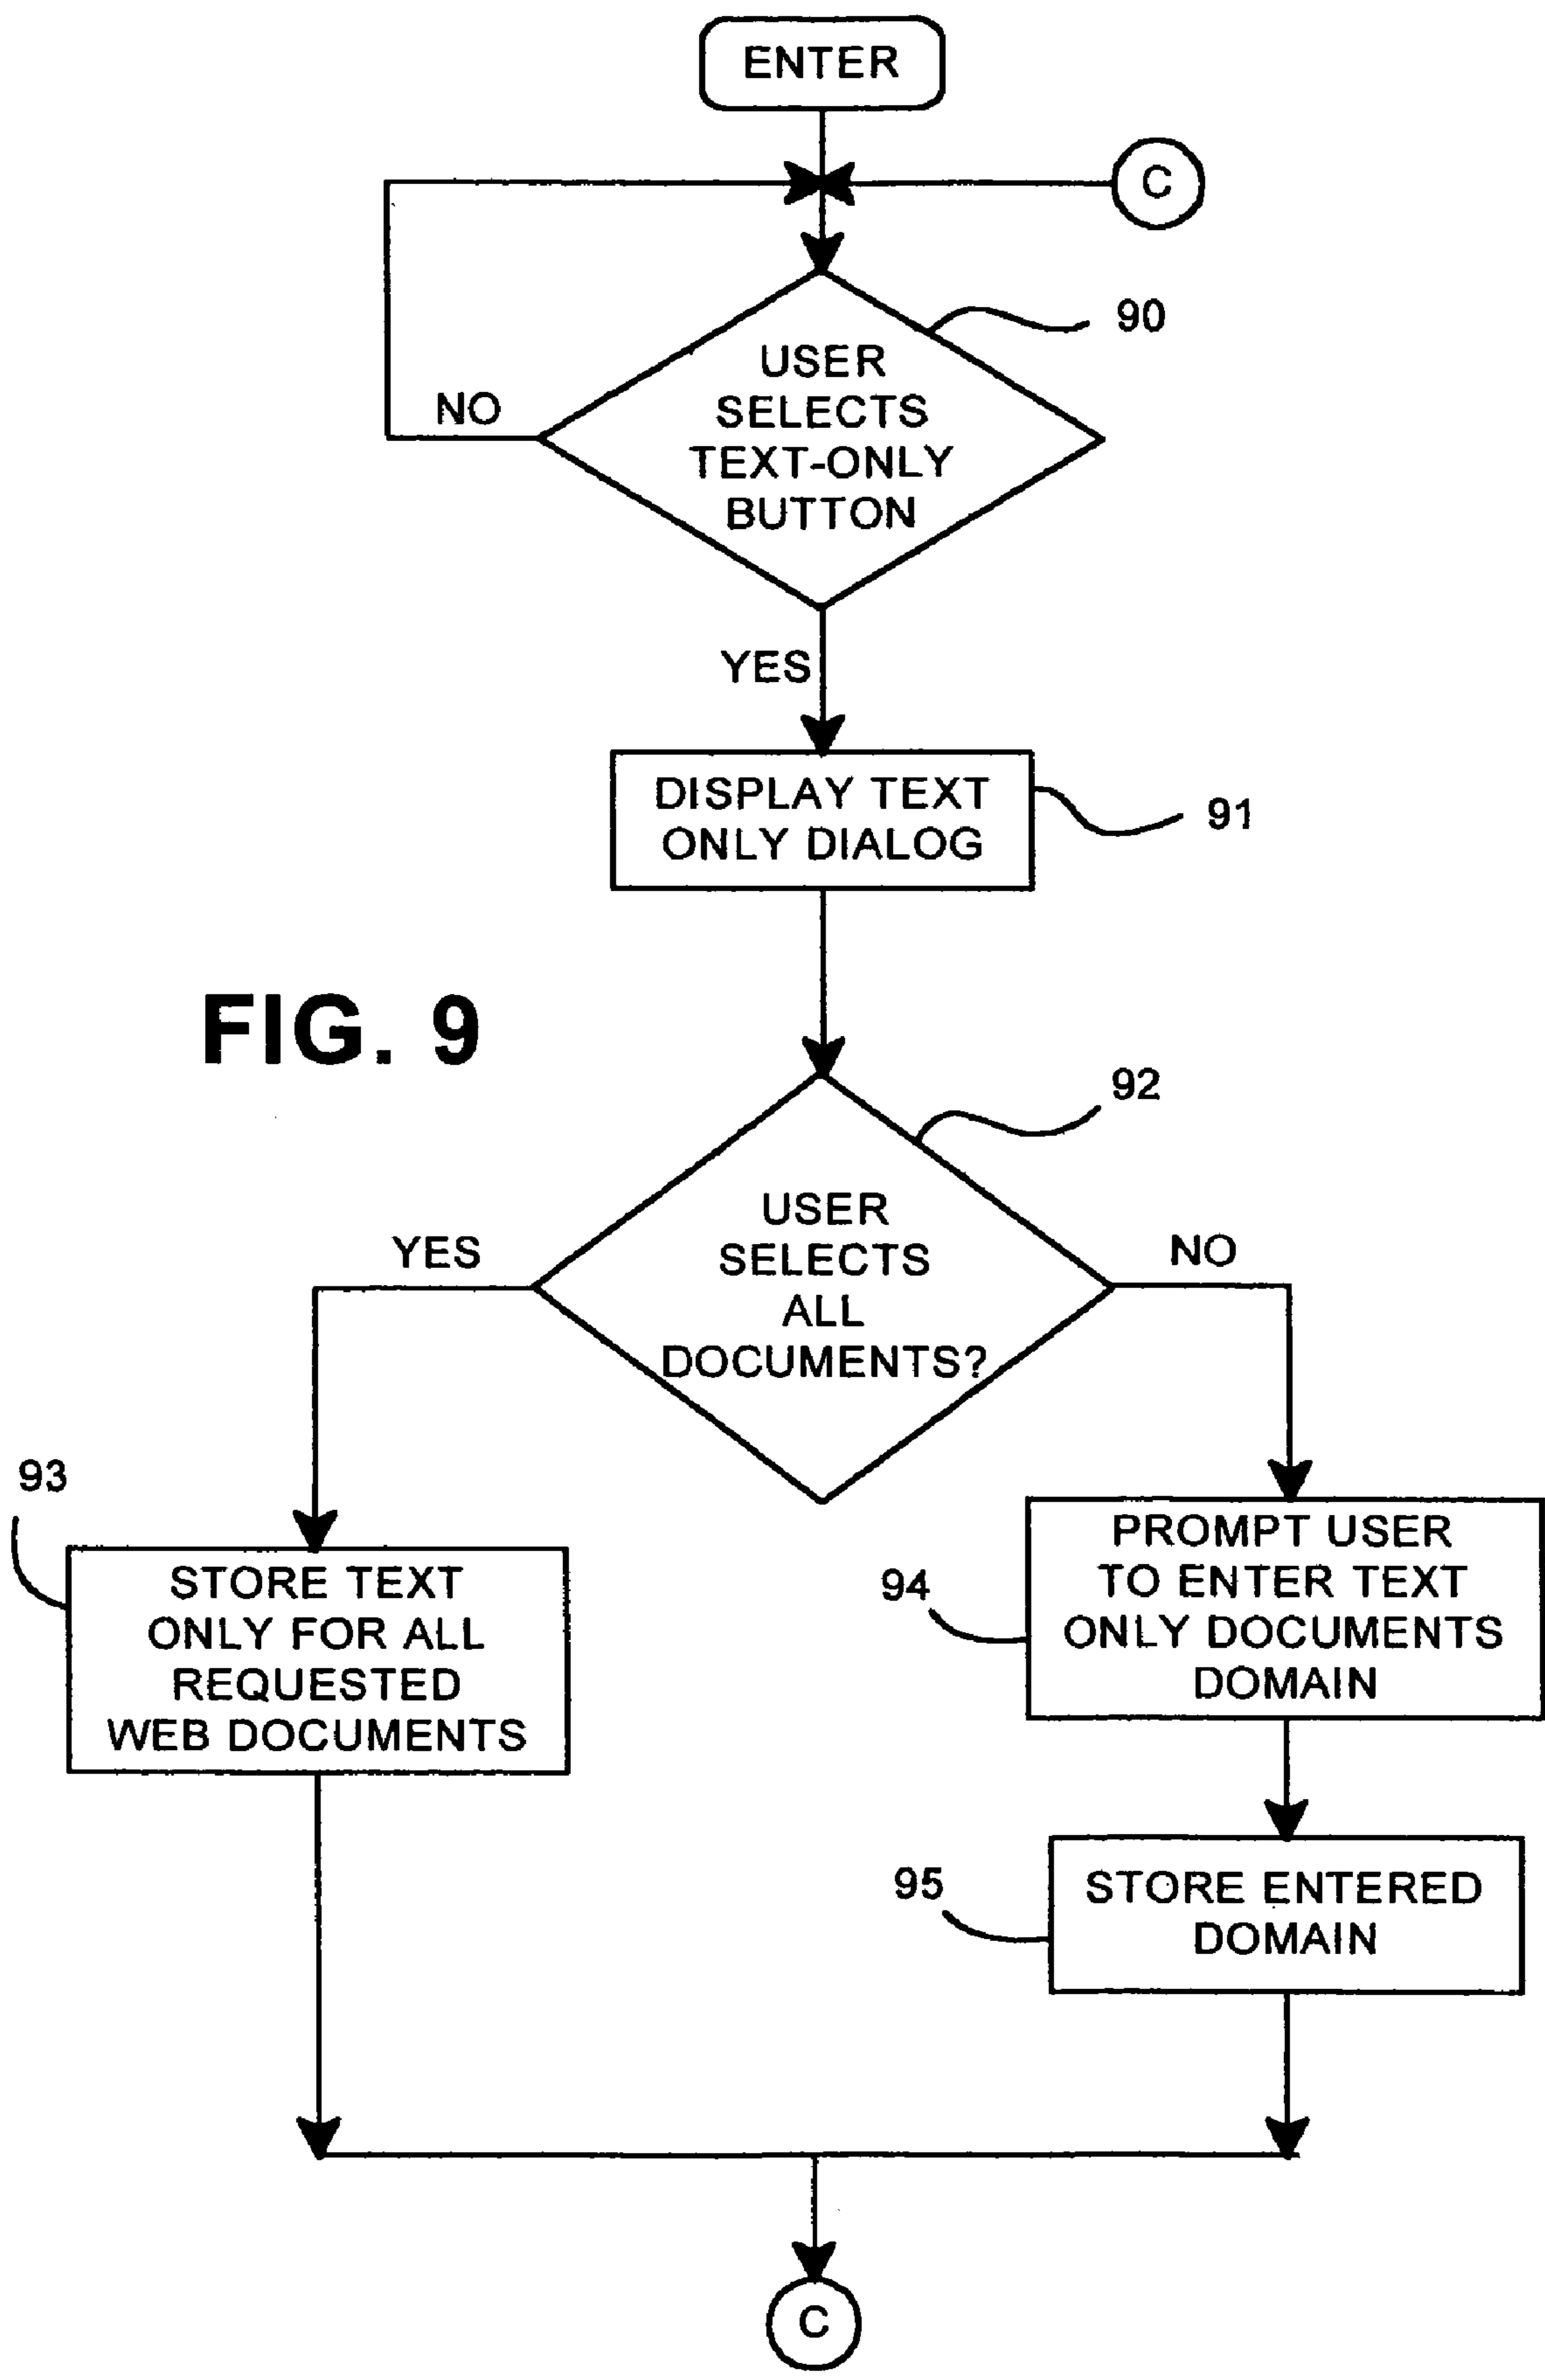 ENTER
C
90
USER
SELECTS
TEXT-ONLY
BUTTON
NO
YES
DISPLAY TEXT
ONLY DIALOG
91
FIG. 9
92
USER
SELECTS
ALL
DOCUMENTS?
YES
NO
93
STORE TEXT
ONLY FOR ALL
REQUESTED
WEB DOCUMENTS
94
PROMPT USER
TO ENTER TEXT
ONLY DOCUMENTS
DOMAIN
95
STORE ENTERED
DOMAIN
C